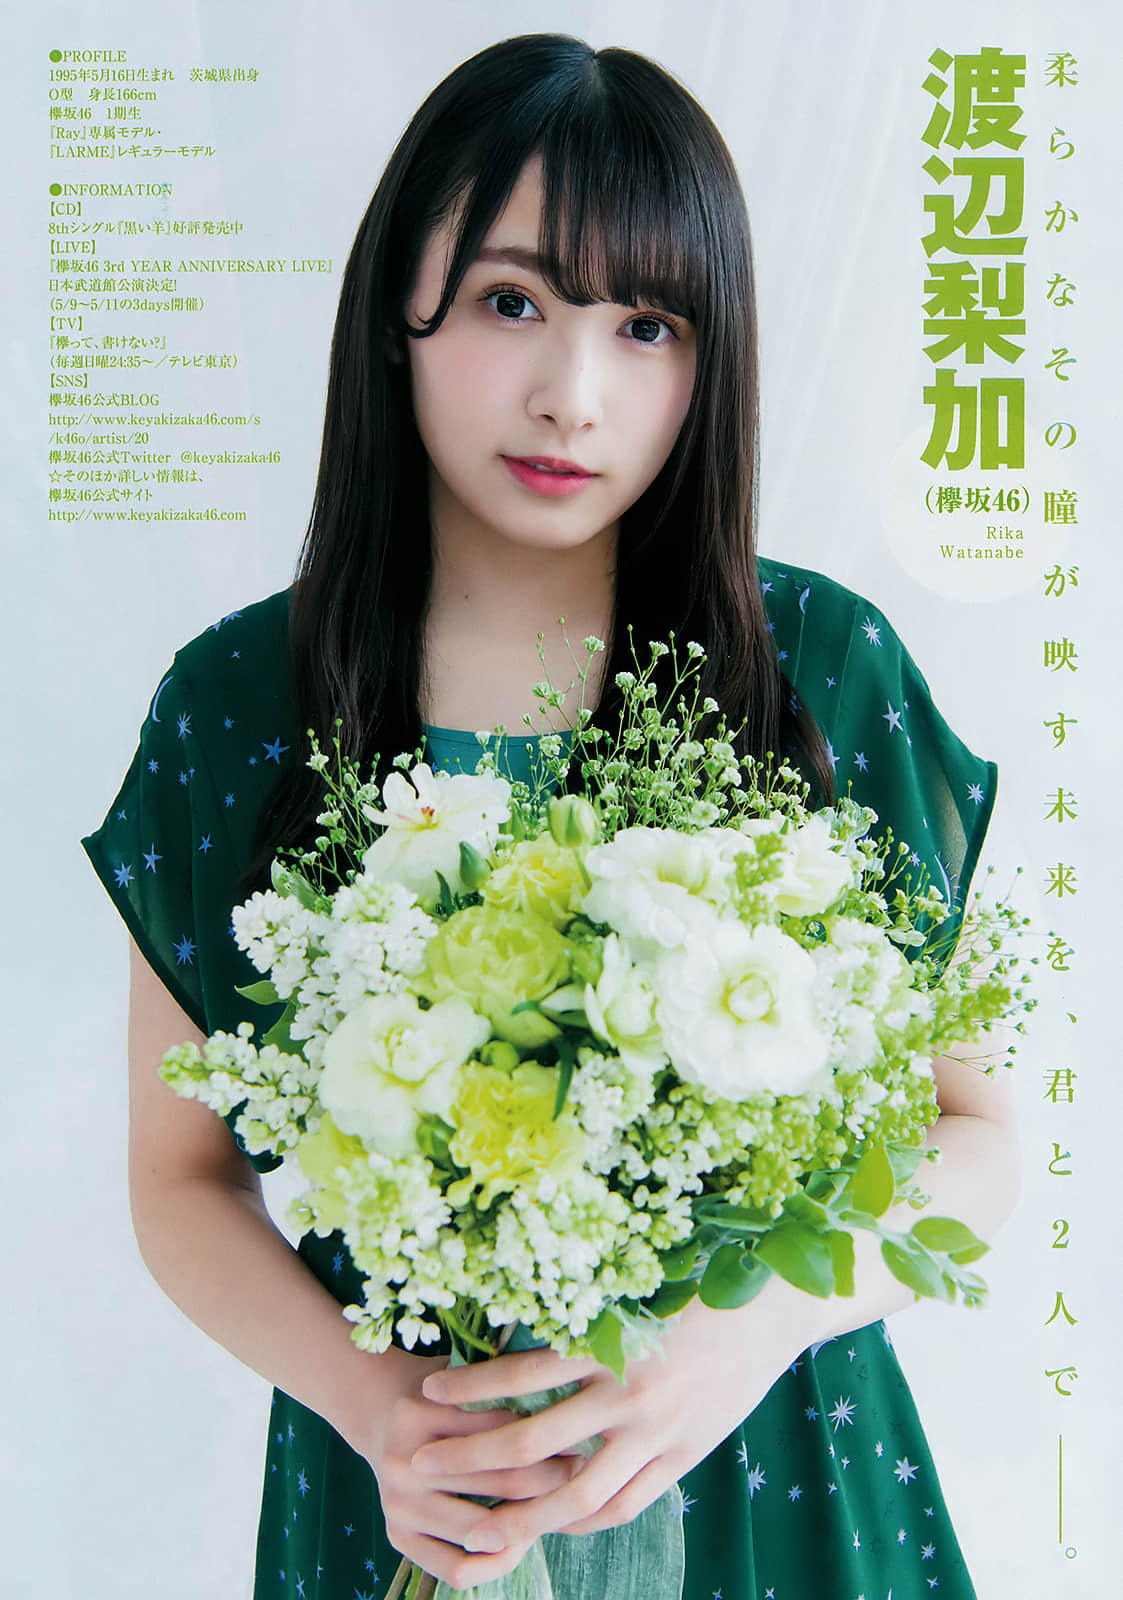 ●PROFILE
1995年5月16日生まれ　茨城県出身
O型　身長166cm
欅坂46　1期生
『Ray』専属モデル・
『LARME』レギュラーモデル
●INFORMATION
【CD】
8thシングル『黒い羊』好評発売中
【LIVE】
『欅坂46 3rd YEAR ANNIVERSARY LIVE』
日本武道館公演決定!
(5/9〜5/11の3days開催)
【TV】
『欅って、書けない?』
(毎週日曜24:35〜／テレビ東京)
【SNS】
欅坂46公式BLOG
http://www.keyakizaka46.com/s
/k46o/artist/20
欅坂46公式Twitter @keyakizaka46
☆そのほか詳しい情報は、
欅坂46公式サイト
http://www.keyakizaka46.com
柔らかなその瞳が映す未来を、君と2人で――。
渡辺梨加
(欅坂46)
Rika
Watanabe